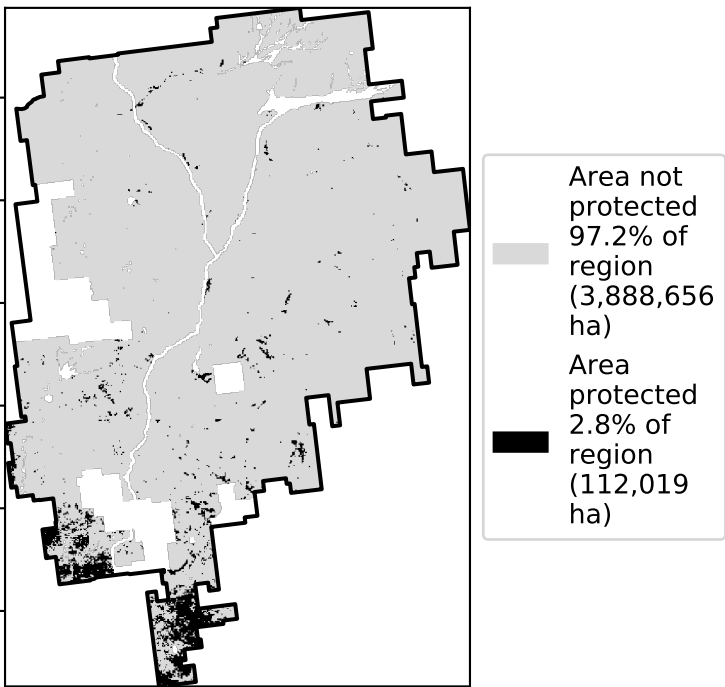 Area not
protected
97.2% of
region
(3,888,656
ha)
Area
protected
2.8% of
region
(112,019
ha)